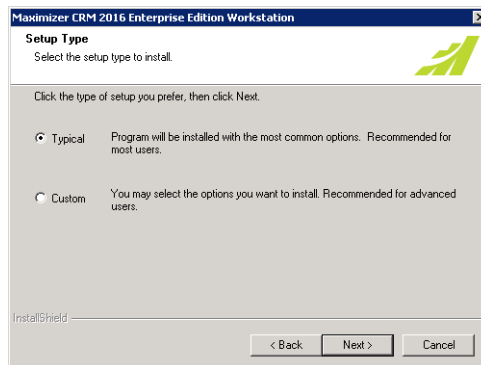 Maximizer CRM 2016 Enterprise Edition Workstation
Setup Type
Select the setup type to install.
Click the type of setup you prefer, then click Next.
Typical
Program will be installed with the most common options.  Recommended for
most users.
Custom
You may select the options you want to install. Recommended for advanced
users.
InstallShield
< Back
Next >
Cancel